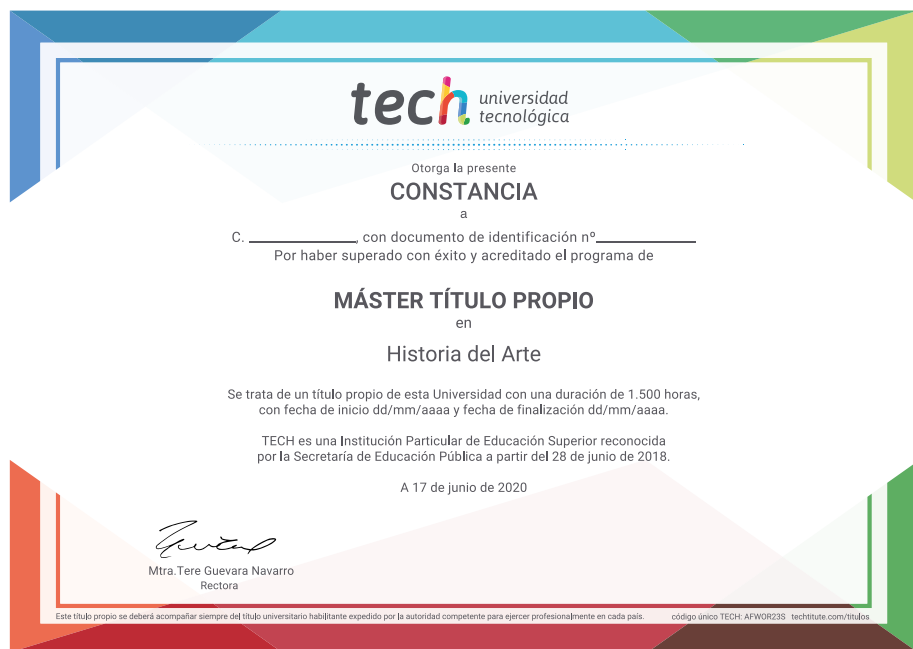 tech universidad
tecnológica
Otorga la presente
CONSTANCIA
a
C. ____________, con documento de identificación nº____________
Por haber superado con éxito y acreditado el programa de
MÁSTER TÍTULO PROPIO
en
Historia del Arte
Se trata de un título propio de esta Universidad con una duración de 1.500 horas,
con fecha de inicio dd/mm/aaaa y fecha de finalización dd/mm/aaaa.
TECH es una Institución Particular de Educación Superior reconocida
por la Secretaría de Educación Pública a partir del 28 de junio de 2018.
A 17 de junio de 2020
Mtra.Tere Guevara Navarro
Rectora
Este título propio se deberá acompañar siempre del título universitario habilitante expedido por la autoridad competente para ejercer profesionalmente en cada país. código único TECH: AFWOR23S techtitute.com/titulos